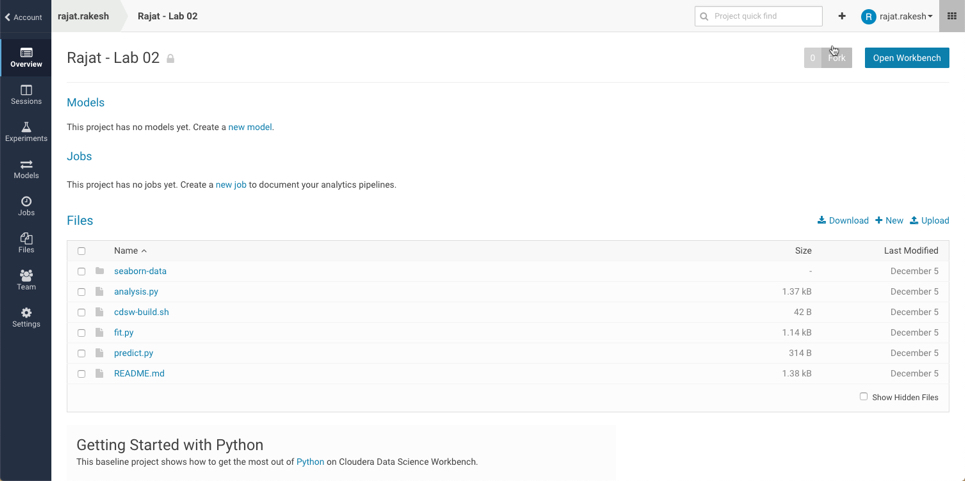 Account
rajat.rakesh
Rajat - Lab 02
Project quick find
+
R
rajat.rakesh
Overview
Sessions
Experiments
Models
Jobs
Files
Team
Settings
Rajat - Lab 02
0
Fork
Open Workbench
Models
This project has no models yet. Create a new model.
Jobs
This project has no jobs yet. Create a new job to document your analytics pipelines.
Files
Download
+ New
Upload
Name
Size
Last Modified
seaborn-data - December 5
analysis.py 1.37 kB December 5
cdsw-build.sh 42 B December 5
fit.py 1.14 kB December 5
predict.py 314 B December 5
README.md 1.38 kB December 5
Show Hidden Files
Getting Started with Python
This baseline project shows how to get the most out of Python on Cloudera Data Science Workbench.